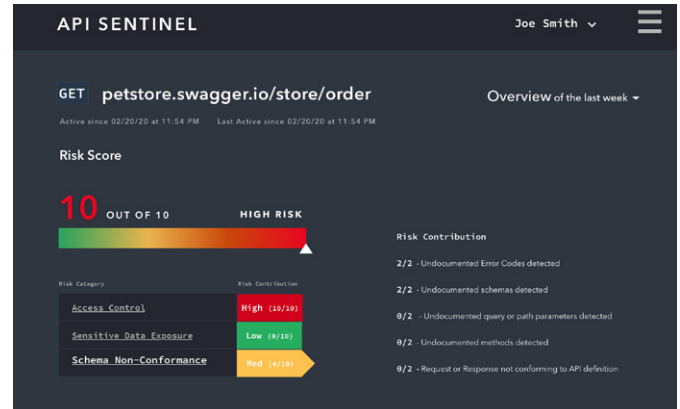 API SENTINEL
Joe Smith
GET petstore.swagger.io/store/order
Overview of the last week
Active since 02/20/20 at 11:54 PM Last Active since 02/20/20 at 11:54 PM
Risk Score
10 OUT OF 10 HIGH RISK
Risk Category Risk Contribution
Access Control High (10/10)
Sensitive Data Exposure Low (0/10)
Schema Non-Conformance Med (4/10)
Risk Contribution
2/2 - Undocumented Error Codes detected
2/2 - Undocumented schemas detected
0/2 - Undocumented query or path parameters detected
0/2 - Undocumented methods detected
0/2 - Request or Response not conforming to API definition